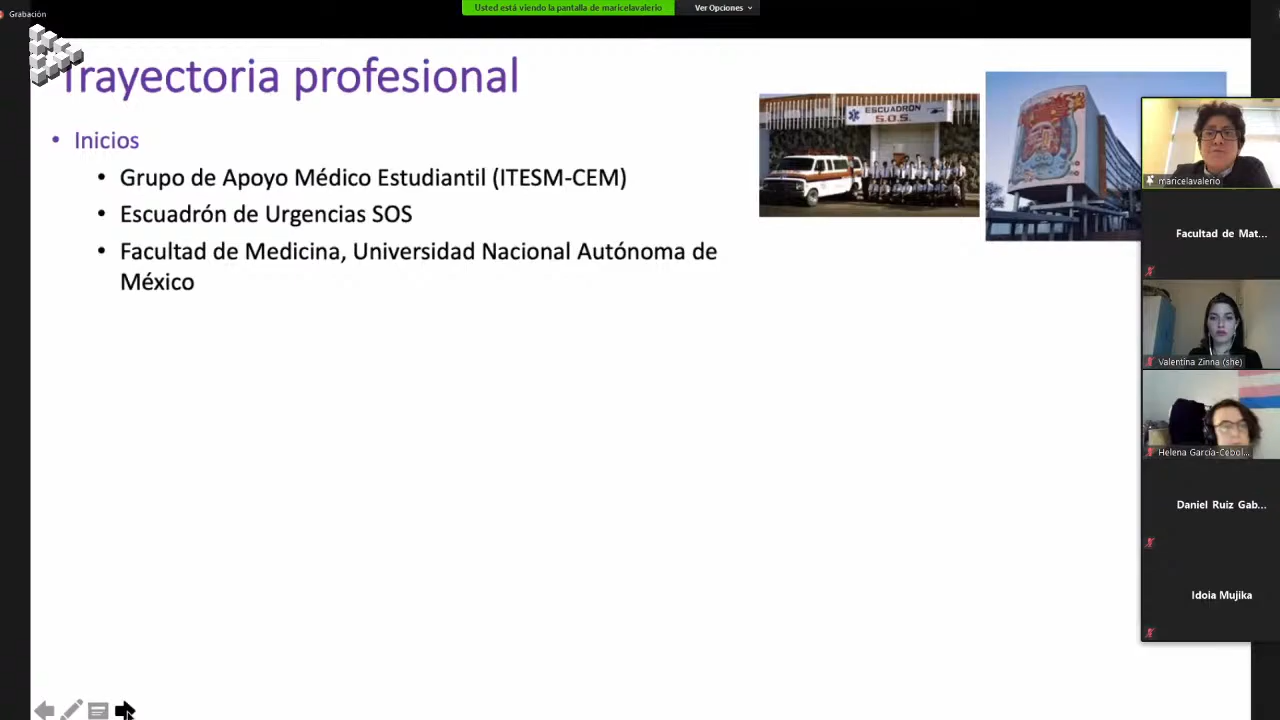 Grabación
Usted está viendo la pantalla de maricelavalerio
Ver Opciones
Trayectoria profesional
• Inicios
• Grupo de Apoyo Médico Estudiantil (ITESM-CEM)
• Escuadrón de Urgencias SOS
• Facultad de Medicina, Universidad Nacional Autónoma de
México
ESCUADRÓN
S.O.S.
maricelavalerio
Facultad de Mat...
Valentina Zinna (she)
Helena García-Cebol...
Daniel Ruiz Gab...
Idoia Mujika